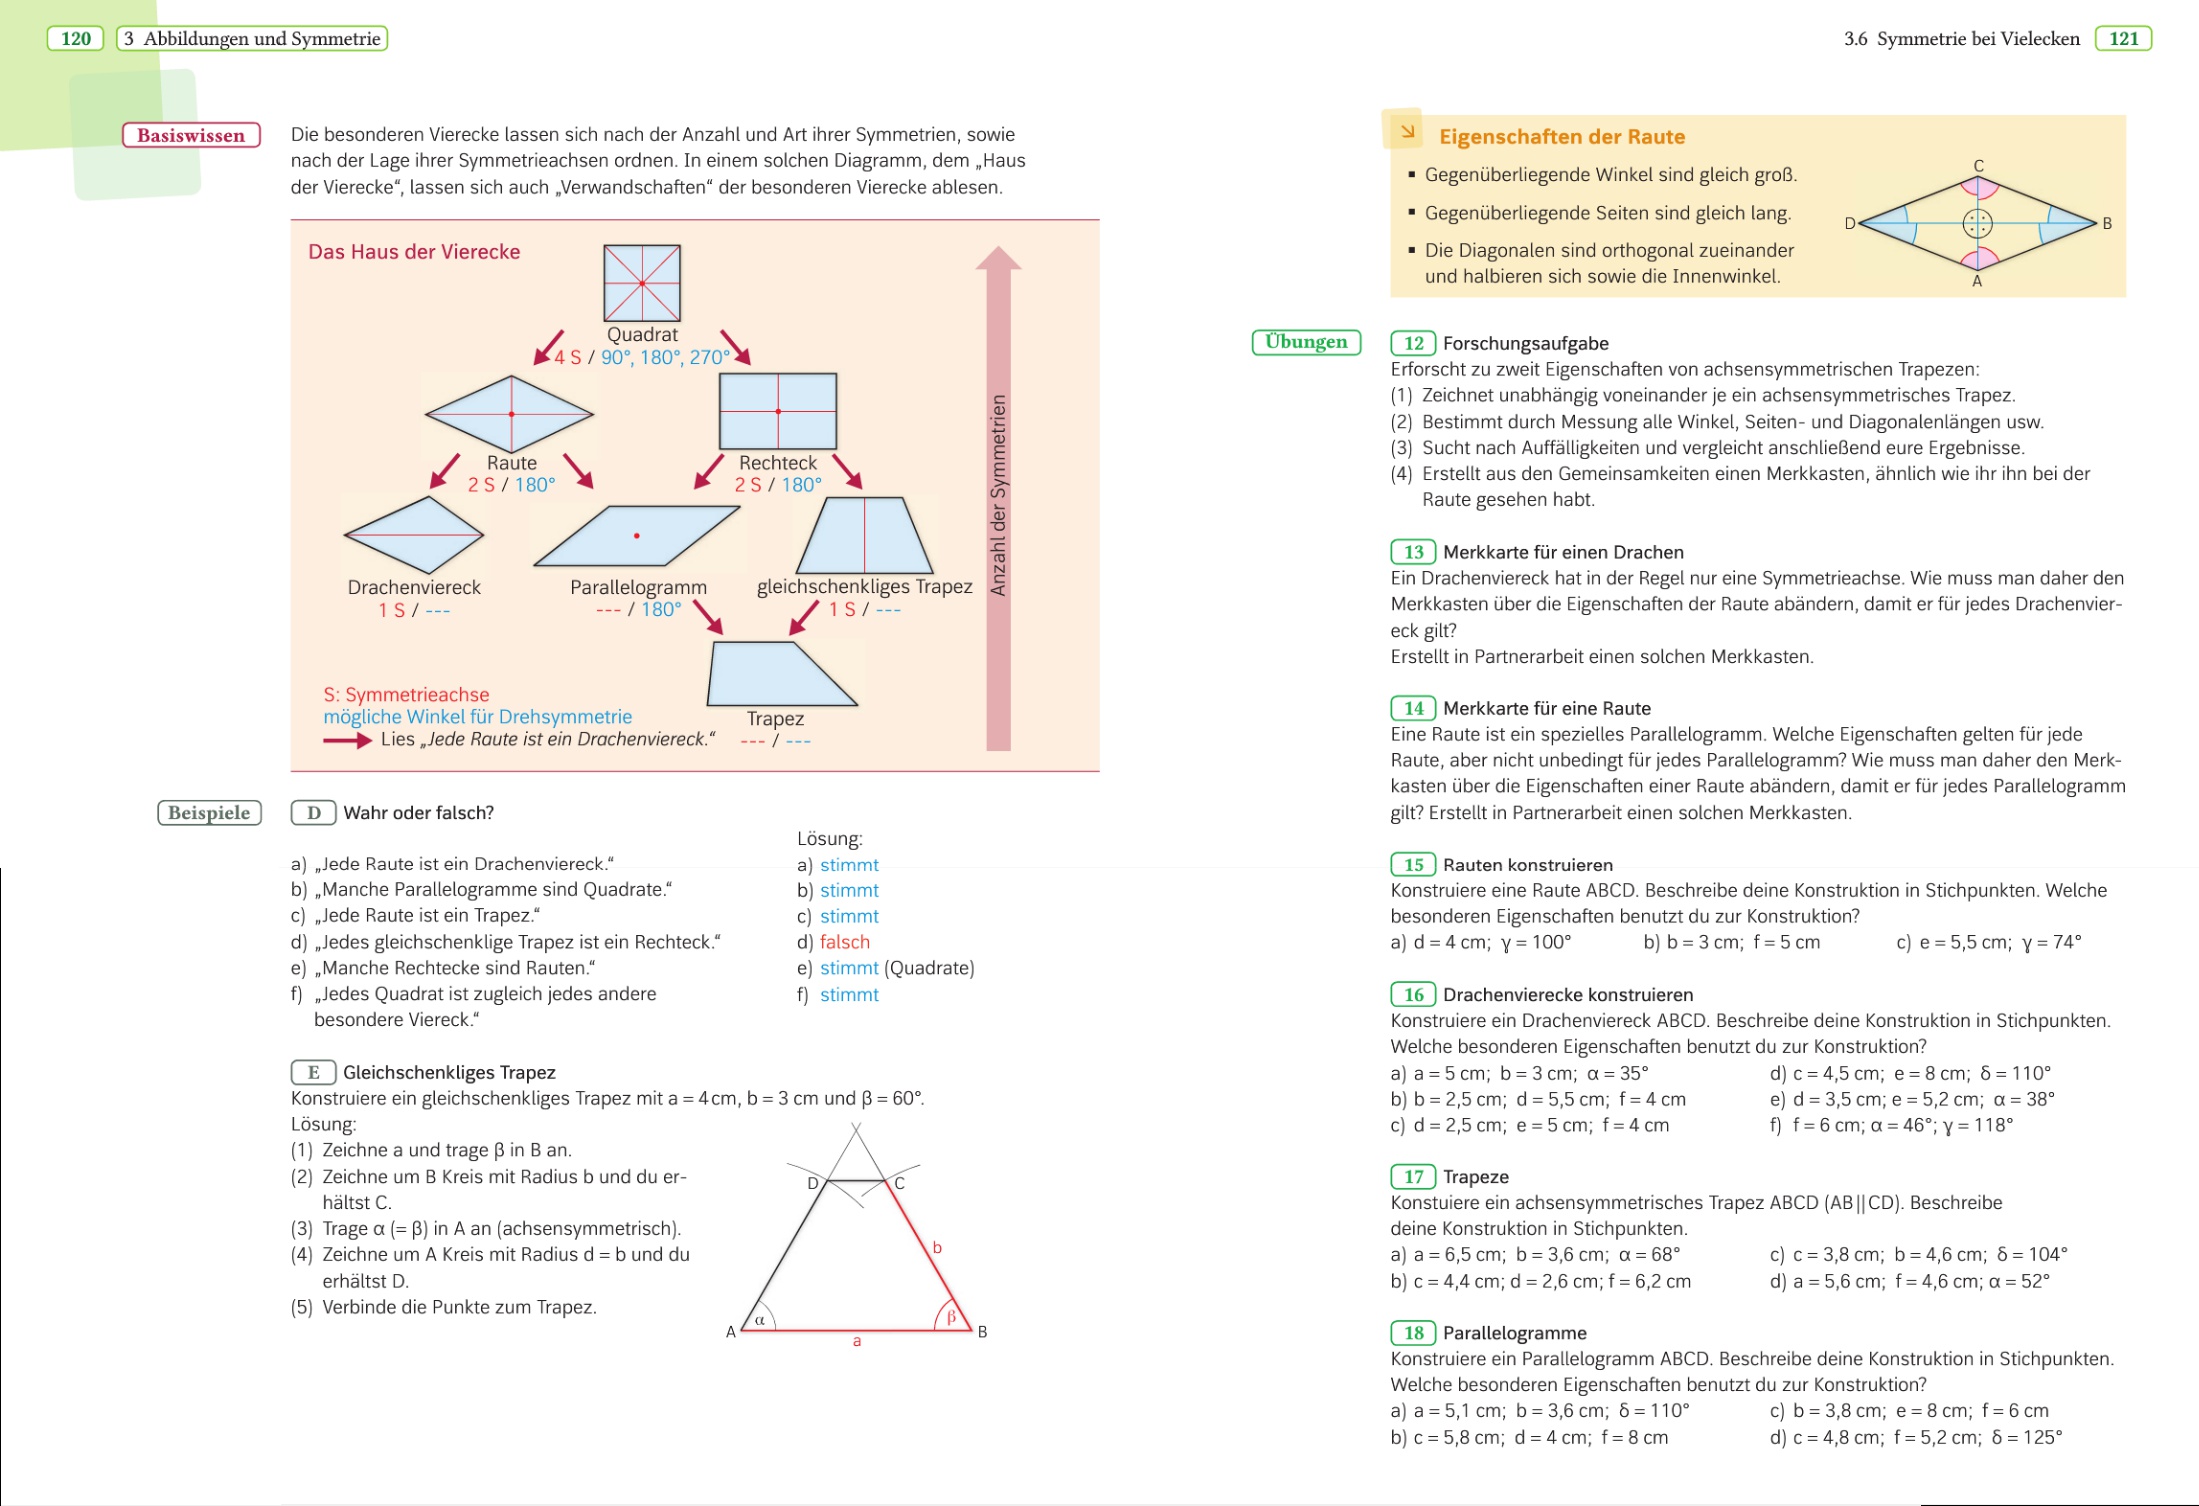 120 3 Abbildungen und Symmetrie
Basiswissen
Die besonderen Vierecke lassen sich nach der Anzahl und Art ihrer Symmetrien, sowie
nach der Lage ihrer Symmetrieachsen ordnen. In einem solchen Diagramm, dem „Haus
der Vierecke“, lassen sich auch „Verwandschaften“ der besonderen Vierecke ablesen.
Das Haus der Vierecke
Quadrat
4 S / 90°, 180°, 270°
Raute
2 S / 180°
Rechteck
2 S / 180°
Drachenviereck
1 S / ---
Parallelogramm
--- / 180°
gleichschenkliges Trapez
1 S / ---
Trapez
--- / ---
Anzahl der Symmetrien
S: Symmetrieachse
mögliche Winkel für Drehsymmetrie
Lies „Jede Raute ist ein Drachenviereck.“
Beispiele
D Wahr oder falsch?
a) „Jede Raute ist ein Drachenviereck.“
b) „Manche Parallelogramme sind Quadrate.“
c) „Jede Raute ist ein Trapez.“
d) „Jedes gleichschenklige Trapez ist ein Rechteck.“
e) „Manche Rechtecke sind Rauten.“
f) „Jedes Quadrat ist zugleich jedes andere
besondere Viereck.“
Lösung:
a) stimmt
b) stimmt
c) stimmt
d) falsch
e) stimmt (Quadrate)
f) stimmt
E Gleichschenkliges Trapez
Konstruiere ein gleichschenkliges Trapez mit a = 4 cm, b = 3 cm und β = 60°.
Lösung:
(1) Zeichne a und trage β in B an.
(2) Zeichne um B Kreis mit Radius b und du er-
hältst C.
(3) Trage α (= β) in A an (achsensymmetrisch).
(4) Zeichne um A Kreis mit Radius d = b und du
erhältst D.
(5) Verbinde die Punkte zum Trapez.
D
C
b
α
β
A
B
a
3.6 Symmetrie bei Vielecken 121
Eigenschaften der Raute
▪ Gegenüberliegende Winkel sind gleich groß.
▪ Gegenüberliegende Seiten sind gleich lang.
▪ Die Diagonalen sind orthogonal zueinander
und halbieren sich sowie die Innenwinkel.
C
D
B
A
Übungen
12 Forschungsaufgabe
Erforscht zu zweit Eigenschaften von achsensymmetrischen Trapezen:
(1) Zeichnet unabhängig voneinander je ein achsensymmetrisches Trapez.
(2) Bestimmt durch Messung alle Winkel, Seiten- und Diagonalenlängen usw.
(3) Sucht nach Auffälligkeiten und vergleicht anschließend eure Ergebnisse.
(4) Erstellt aus den Gemeinsamkeiten einen Merkkasten, ähnlich wie ihr ihn bei der
Raute gesehen habt.
13 Merkkarte für einen Drachen
Ein Drachenviereck hat in der Regel nur eine Symmetrieachse. Wie muss man daher den
Merkkasten über die Eigenschaften der Raute abändern, damit er für jedes Drachenvier-
eck gilt?
Erstellt in Partnerarbeit einen solchen Merkkasten.
14 Merkkarte für eine Raute
Eine Raute ist ein spezielles Parallelogramm. Welche Eigenschaften gelten für jede
Raute, aber nicht unbedingt für jedes Parallelogramm? Wie muss man daher den Merk-
kasten über die Eigenschaften einer Raute abändern, damit er für jedes Parallelogramm
gilt? Erstellt in Partnerarbeit einen solchen Merkkasten.
15 Rauten konstruieren
Konstruiere eine Raute ABCD. Beschreibe deine Konstruktion in Stichpunkten. Welche
besonderen Eigenschaften benutzt du zur Konstruktion?
a) d = 4 cm; γ = 100° b) b = 3 cm; f = 5 cm c) e = 5,5 cm; γ = 74°
16 Drachenvierecke konstruieren
Konstruiere ein Drachenviereck ABCD. Beschreibe deine Konstruktion in Stichpunkten.
Welche besonderen Eigenschaften benutzt du zur Konstruktion?
a) a = 5 cm; b = 3 cm; α = 35° d) c = 4,5 cm; e = 8 cm; δ = 110°
b) b = 2,5 cm; d = 5,5 cm; f = 4 cm e) d = 3,5 cm; e = 5,2 cm; α = 38°
c) d = 2,5 cm; e = 5 cm; f = 4 cm f) f = 6 cm; α = 46°; γ = 118°
17 Trapeze
Konstuiere ein achsensymmetrisches Trapez ABCD (AB||CD). Beschreibe
deine Konstruktion in Stichpunkten.
a) a = 6,5 cm; b = 3,6 cm; α = 68° c) c = 3,8 cm; b = 4,6 cm; δ = 104°
b) c = 4,4 cm; d = 2,6 cm; f = 6,2 cm d) a = 5,6 cm; f = 4,6 cm; α = 52°
18 Parallelogramme
Konstruiere ein Parallelogramm ABCD. Beschreibe deine Konstruktion in Stichpunkten.
Welche besonderen Eigenschaften benutzt du zur Konstruktion?
a) a = 5,1 cm; b = 3,6 cm; δ = 110° c) b = 3,8 cm; e = 8 cm; f = 6 cm
b) c = 5,8 cm; d = 4 cm; f = 8 cm d) c = 4,8 cm; f = 5,2 cm; δ = 125°